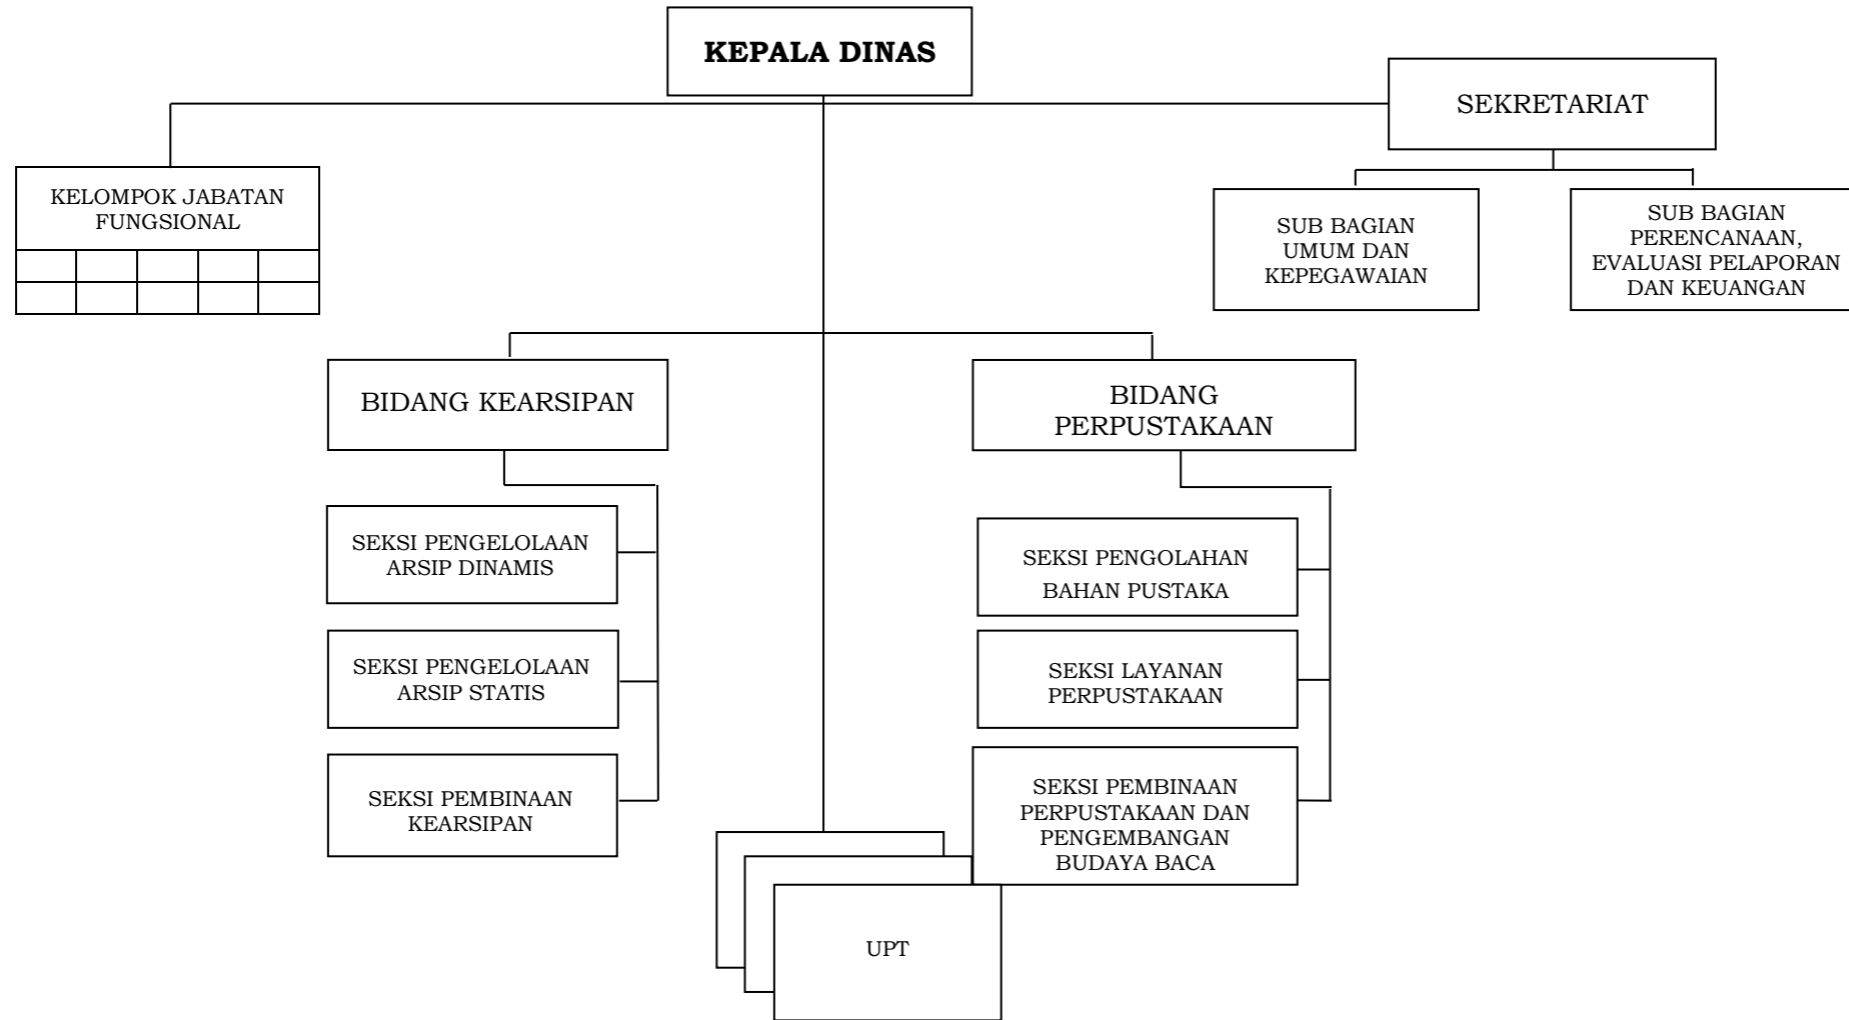 KEPALA DINAS
SEKRETARIAT
KELOMPOK JABATAN
FUNGSIONAL
SUB BAGIAN
UMUM DAN
KEPEGAWAIAN
SUB BAGIAN
PERENCANAAN,
EVALUASI PELAPORAN
DAN KEUANGAN
BIDANG KEARSIPAN
BIDANG
PERPUSTAKAAN
SEKSI PENGELOLAAN
ARSIP DINAMIS
SEKSI PENGOLAHAN
BAHAN PUSTAKA
SEKSI PENGELOLAAN
ARSIP STATIS
SEKSI LAYANAN
PERPUSTAKAAN
SEKSI PEMBINAAN
KEARSIPAN
SEKSI PEMBINAAN
PERPUSTAKAAN DAN
PENGEMBANGAN
BUDAYA BACA
UPT